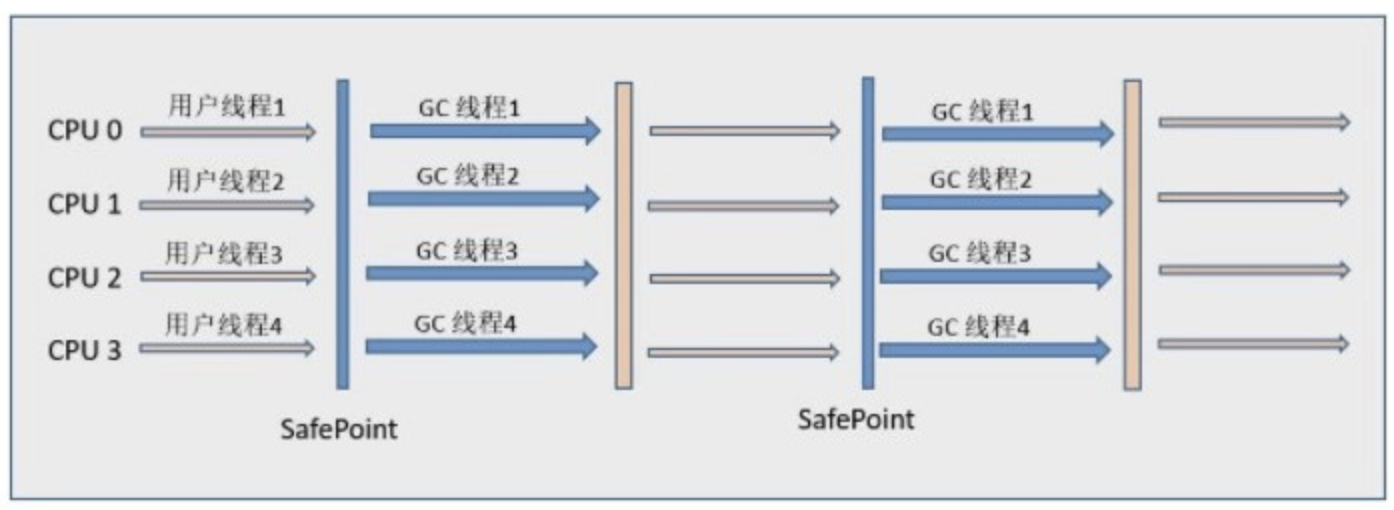 用户线程1 GC 线程1 GC 线程1
CPU 0
用户线程2 GC 线程2 GC 线程2
CPU 1
用户线程3 GC 线程3 GC 线程3
CPU 2
用户线程4 GC 线程4 GC 线程4
CPU 3
SafePoint SafePoint